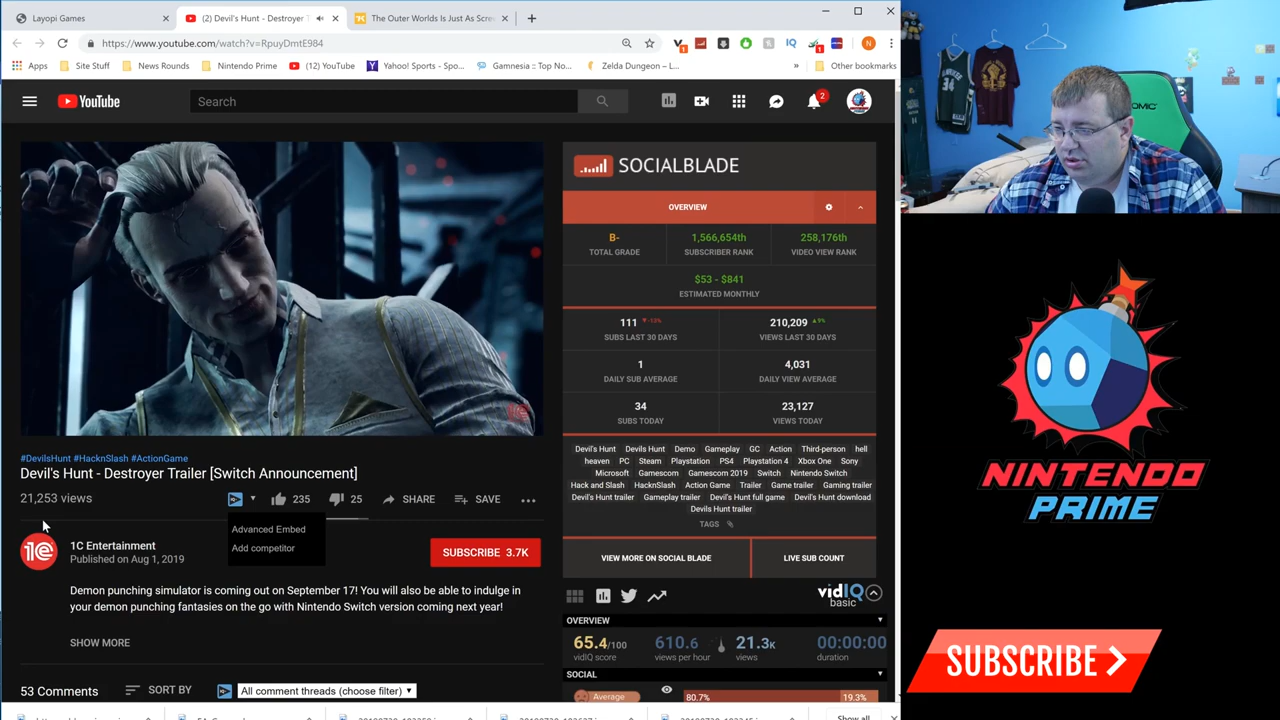 Layopi Games
(2) Devil's Hunt - Destroyer
The Outer Worlds Is Just As Scre
https://www.youtube.com/watch?v=RpuyDmtE984
Apps
Site Stuff
News Rounds
Nintendo Prime
(12) YouTube
Yahoo! Sports - Spo...
Gamnesia :: Top No...
Zelda Dungeon – L...
Other bookmarks
YouTube
Search
2
SOCIALBLADE
OVERVIEW
B-
1,566,654th
258,176th
TOTAL GRADE
SUBSCRIBER RANK
VIDEO VIEW RANK
$53 - $841
ESTIMATED MONTHLY
111 -13%
210,209 9%
SUBS LAST 30 DAYS
VIEWS LAST 30 DAYS
1
4,031
DAILY SUB AVERAGE
DAILY VIEW AVERAGE
34
23,127
SUBS TODAY
VIEWS TODAY
Devil's Hunt Devils Hunt Demo Gameplay GC Action Third-person hell
heaven PC Steam Playstation PS4 Playstation 4 Xbox One Sony
Microsoft Gamescom Gamescom 2019 Switch Nintendo Switch
Hack and Slash HacknSlash Action Game Trailer Game trailer Gaming trailer
Devil's Hunt trailer Gameplay trailer Devil's Hunt full game Devil's Hunt download
Devils Hunt trailer
TAGS
VIEW MORE ON SOCIAL BLADE
LIVE SUB COUNT
vidIQ
basic
OVERVIEW
65.4/100
610.6
21.3K
00:00:00
vidIQ score
views per hour
views
duration
SOCIAL
Average
80.7%
19.3%
#DevilsHunt #HacknSlash #ActionGame
Devil's Hunt - Destroyer Trailer [Switch Announcement]
21,253 views
235
25
SHARE
SAVE
Advanced Embed
Add competitor
1C Entertainment
Published on Aug 1, 2019
SUBSCRIBE 3.7K
Demon punching simulator is coming out on September 17! You will also be able to indulge in
your demon punching fantasies on the go with Nintendo Switch version coming next year!
SHOW MORE
53 Comments
SORT BY
All comment threads (choose filter)
Show all
NINTENDO
PRIME
SUBSCRIBE